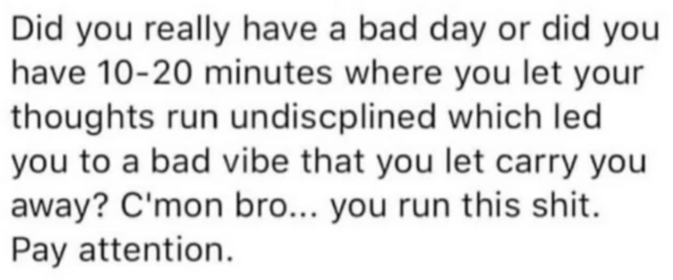 Did you really have a bad day or did you
have 10-20 minutes where you let your
thoughts run undiscplined which led
you to a bad vibe that you let carry you
away? C'mon bro... you run this shit.
Pay attention.